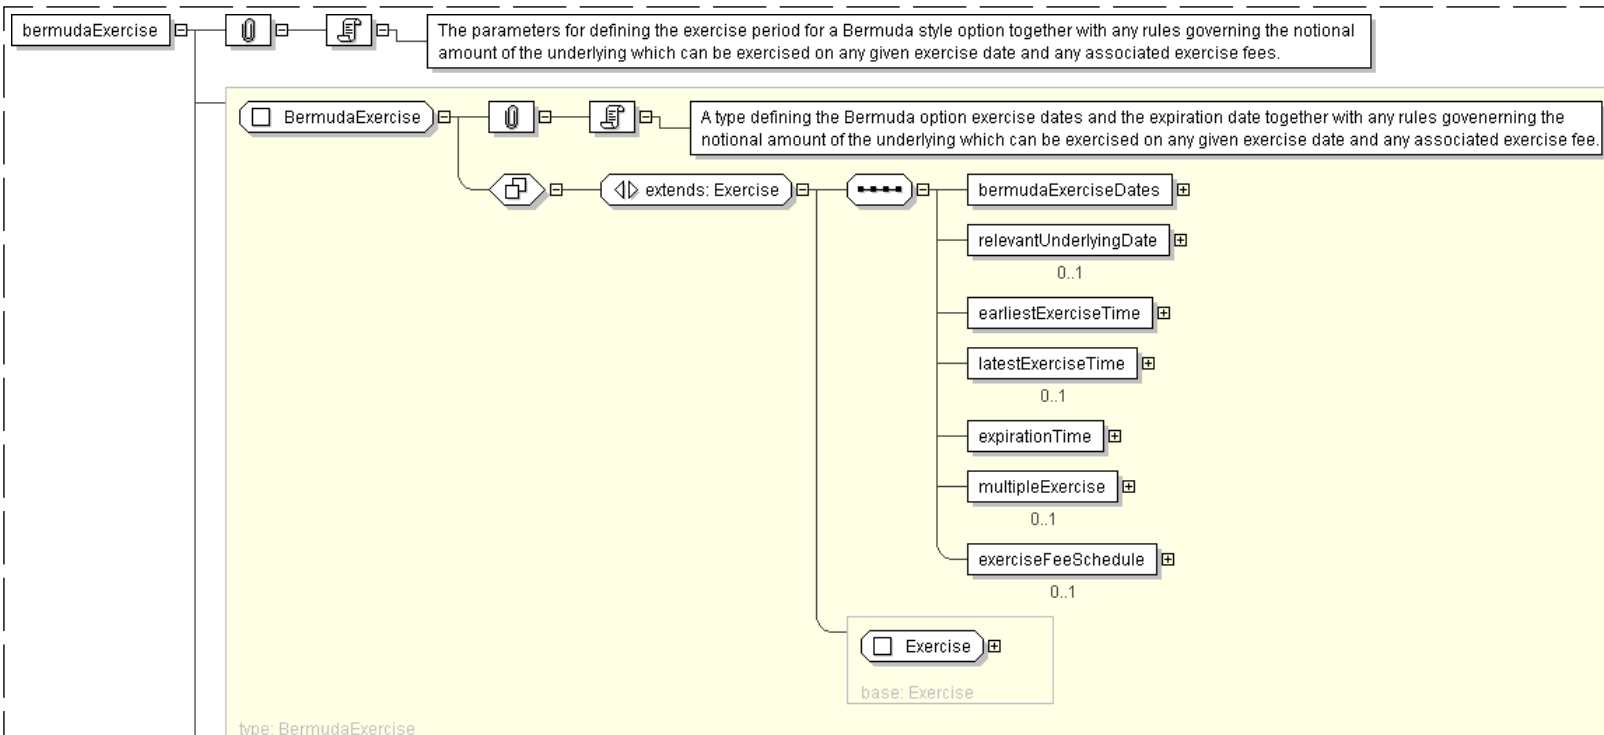 bermudaExercise
The parameters for defining the exercise period for a Bermuda style option together with any rules governing the notional
amount of the underlying which can be exercised on any given exercise date and any associated exercise fees.
BermudaExercise
A type defining the Bermuda option exercise dates and the expiration date together with any rules govenerning the
notional amount of the underlying which can be exercised on any given exercise date and any associated exercise fee.
extends: Exercise
bermudaExerciseDates
relevantUnderlyingDate
0..1
earliestExerciseTime
latestExerciseTime
0..1
expirationTime
multipleExercise
0..1
exerciseFeeSchedule
0..1
Exercise
base: Exercise
type: BermudaExercise